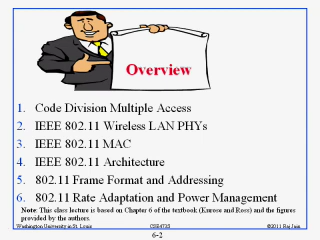 Overview
1. Code Division Multiple Access
2. IEEE 802.11 Wireless LAN PHYs
3. IEEE 802.11 MAC
4. IEEE 802.11 Architecture
5. 802.11 Frame Format and Addressing
6. 802.11 Rate Adaptation and Power Management
Note: This class lecture is based on Chapter 6 of the textbook (Kurose and Ross) and the figures
provided by the authors.
Washington University in St. Louis CSE473S ©2011 Raj Jain
6-2